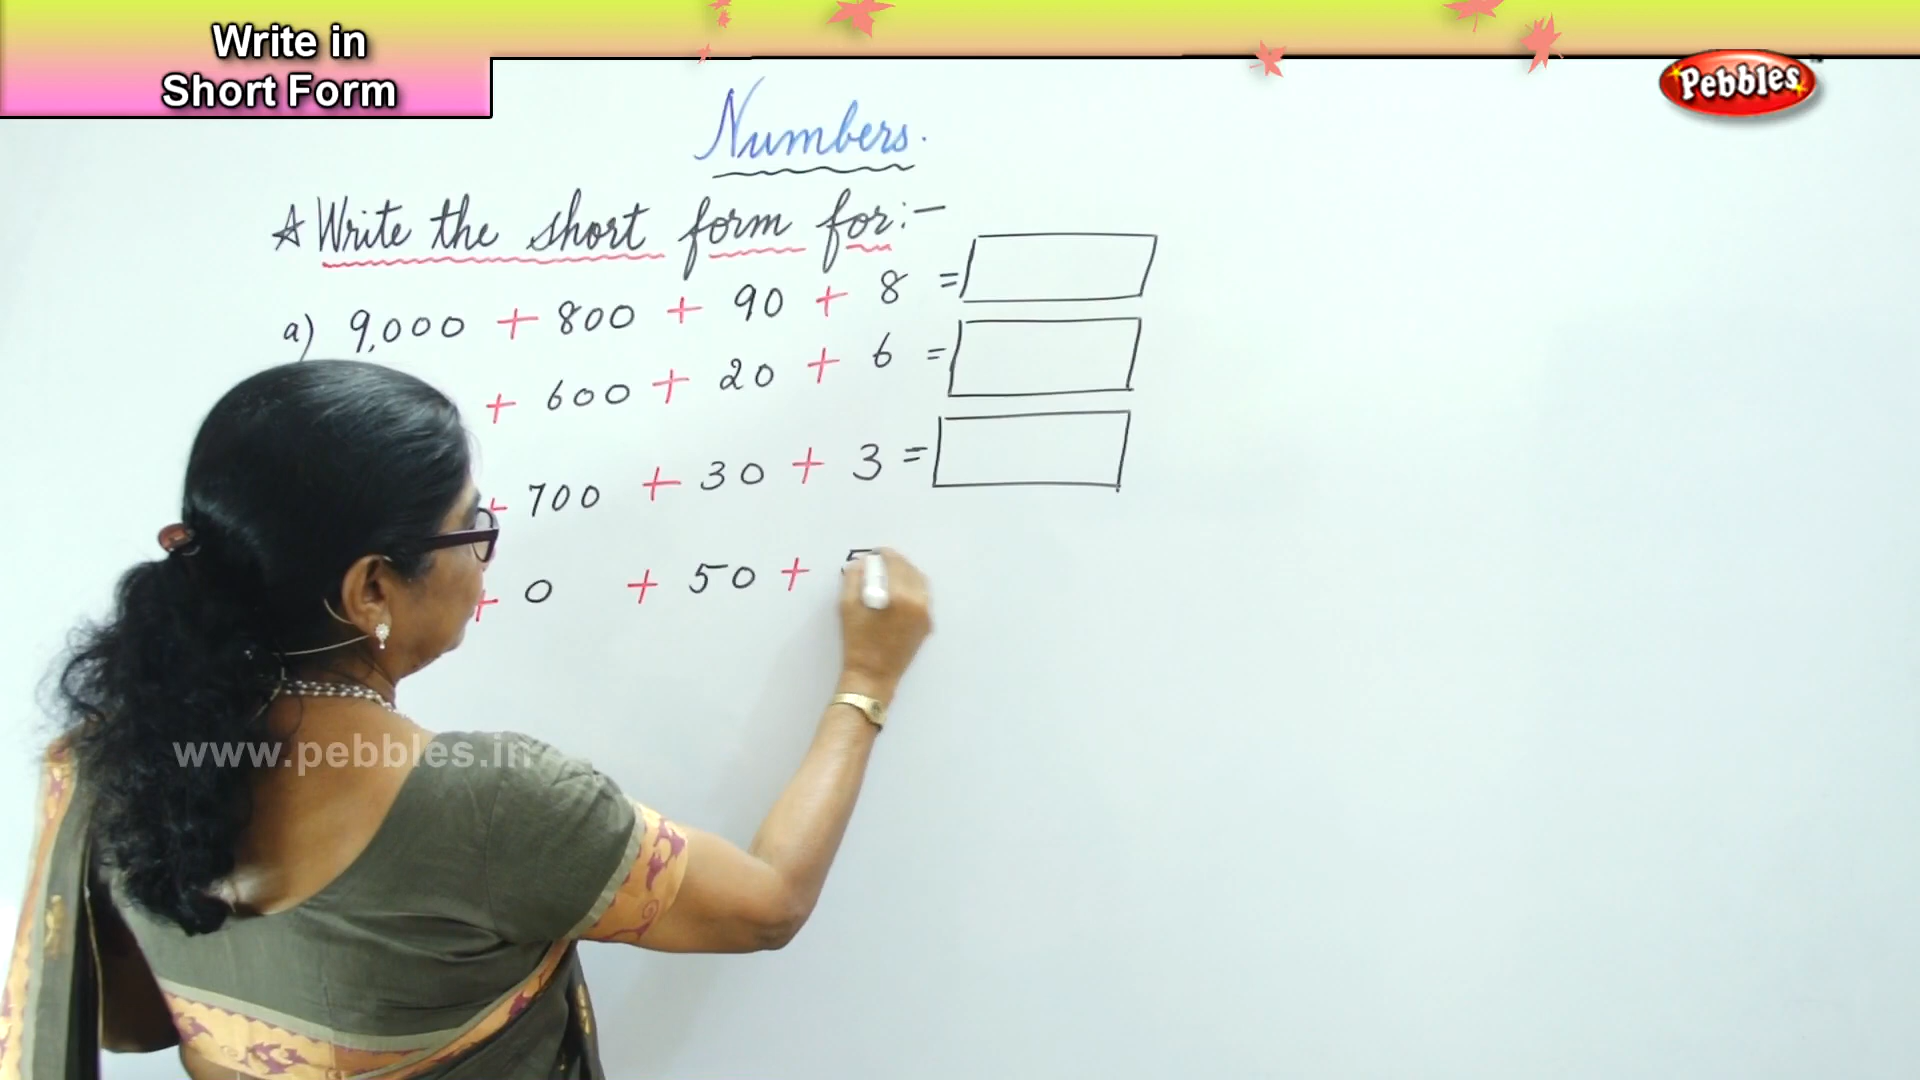 Write in
Short Form
Pebbles
Numbers.
☆ Write the short form for:-
a) 9,000 + 800 + 90 + 8 =
+ 600 + 20 + 6 =
+ 700 + 30 + 3 =
+ 0 + 50 + 5
www.pebbles.in